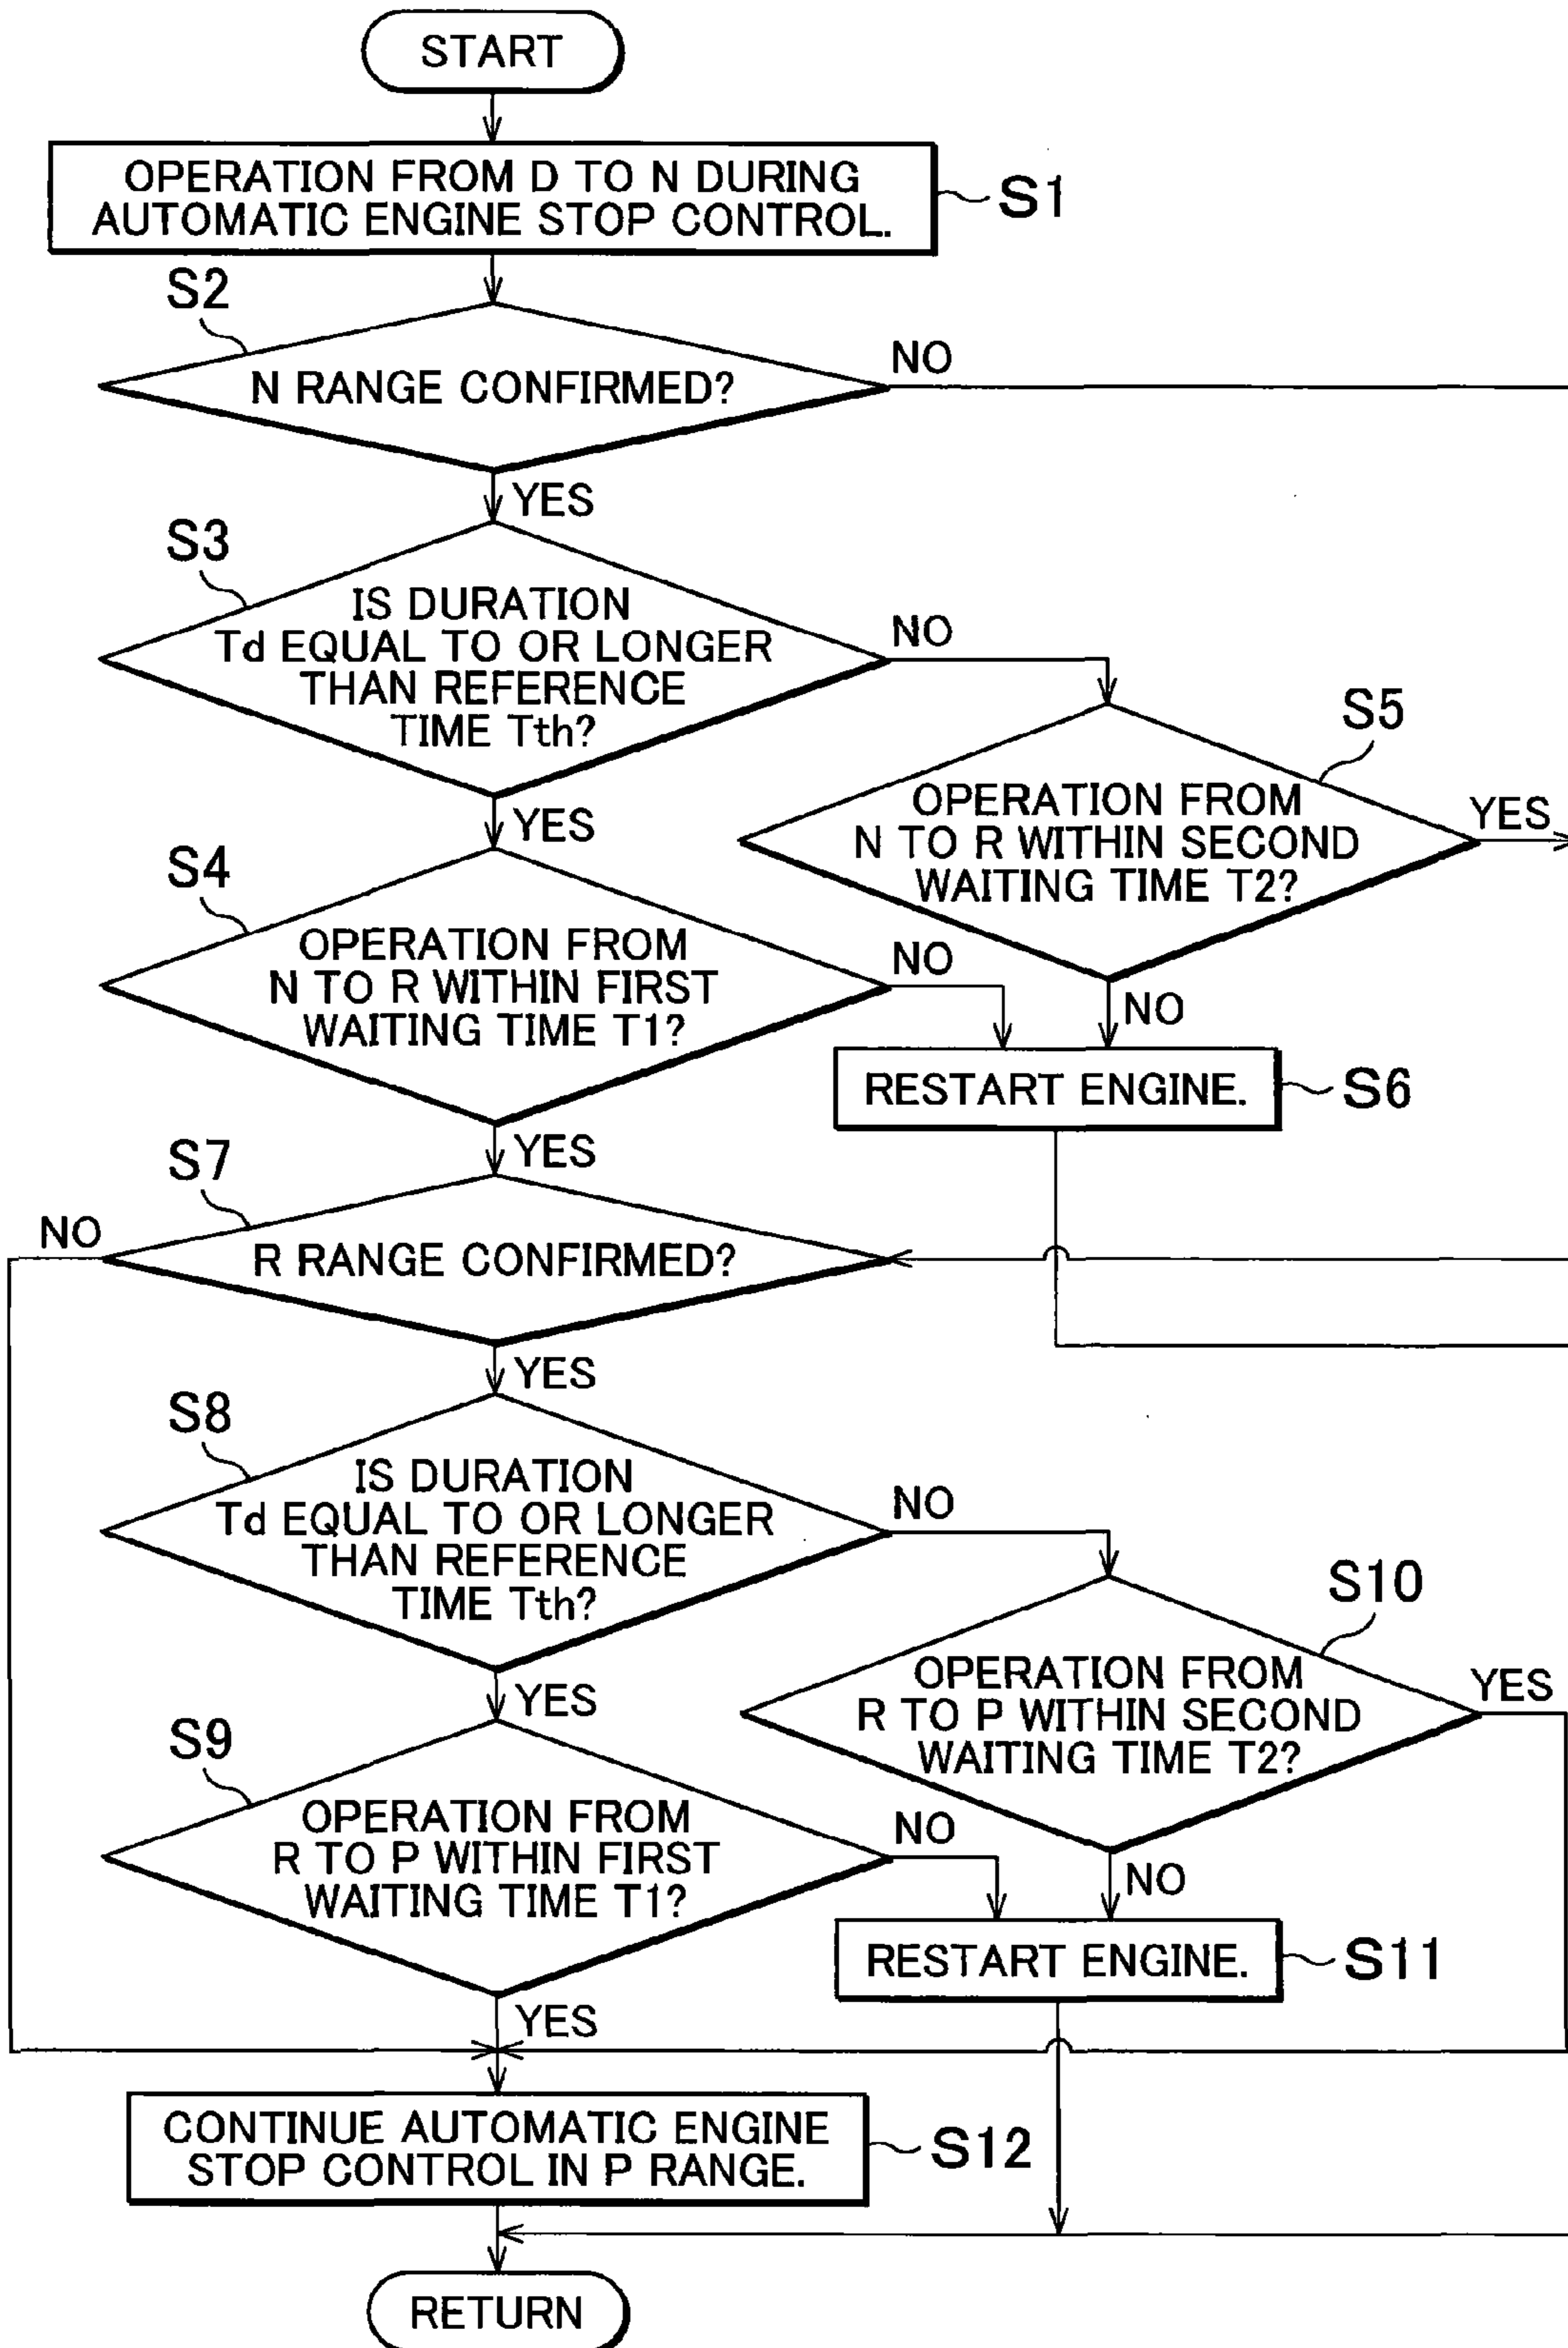 START
OPERATION FROM D TO N DURING
AUTOMATIC ENGINE STOP CONTROL.
S1
S2
N RANGE CONFIRMED?
NO
YES
S3
IS DURATION
Td EQUAL TO OR LONGER
THAN REFERENCE
TIME Tth?
NO
YES
S5
OPERATION FROM
N TO R WITHIN SECOND
WAITING TIME T2?
YES
NO
S4
OPERATION FROM
N TO R WITHIN FIRST
WAITING TIME T1?
NO
YES
RESTART ENGINE.
S6
S7
NO
R RANGE CONFIRMED?
YES
S8
IS DURATION
Td EQUAL TO OR LONGER
THAN REFERENCE
TIME Tth?
NO
YES
S10
OPERATION FROM
R TO P WITHIN SECOND
WAITING TIME T2?
YES
NO
S9
OPERATION FROM
R TO P WITHIN FIRST
WAITING TIME T1?
NO
YES
RESTART ENGINE.
S11
CONTINUE AUTOMATIC ENGINE
STOP CONTROL IN P RANGE.
S12
RETURN